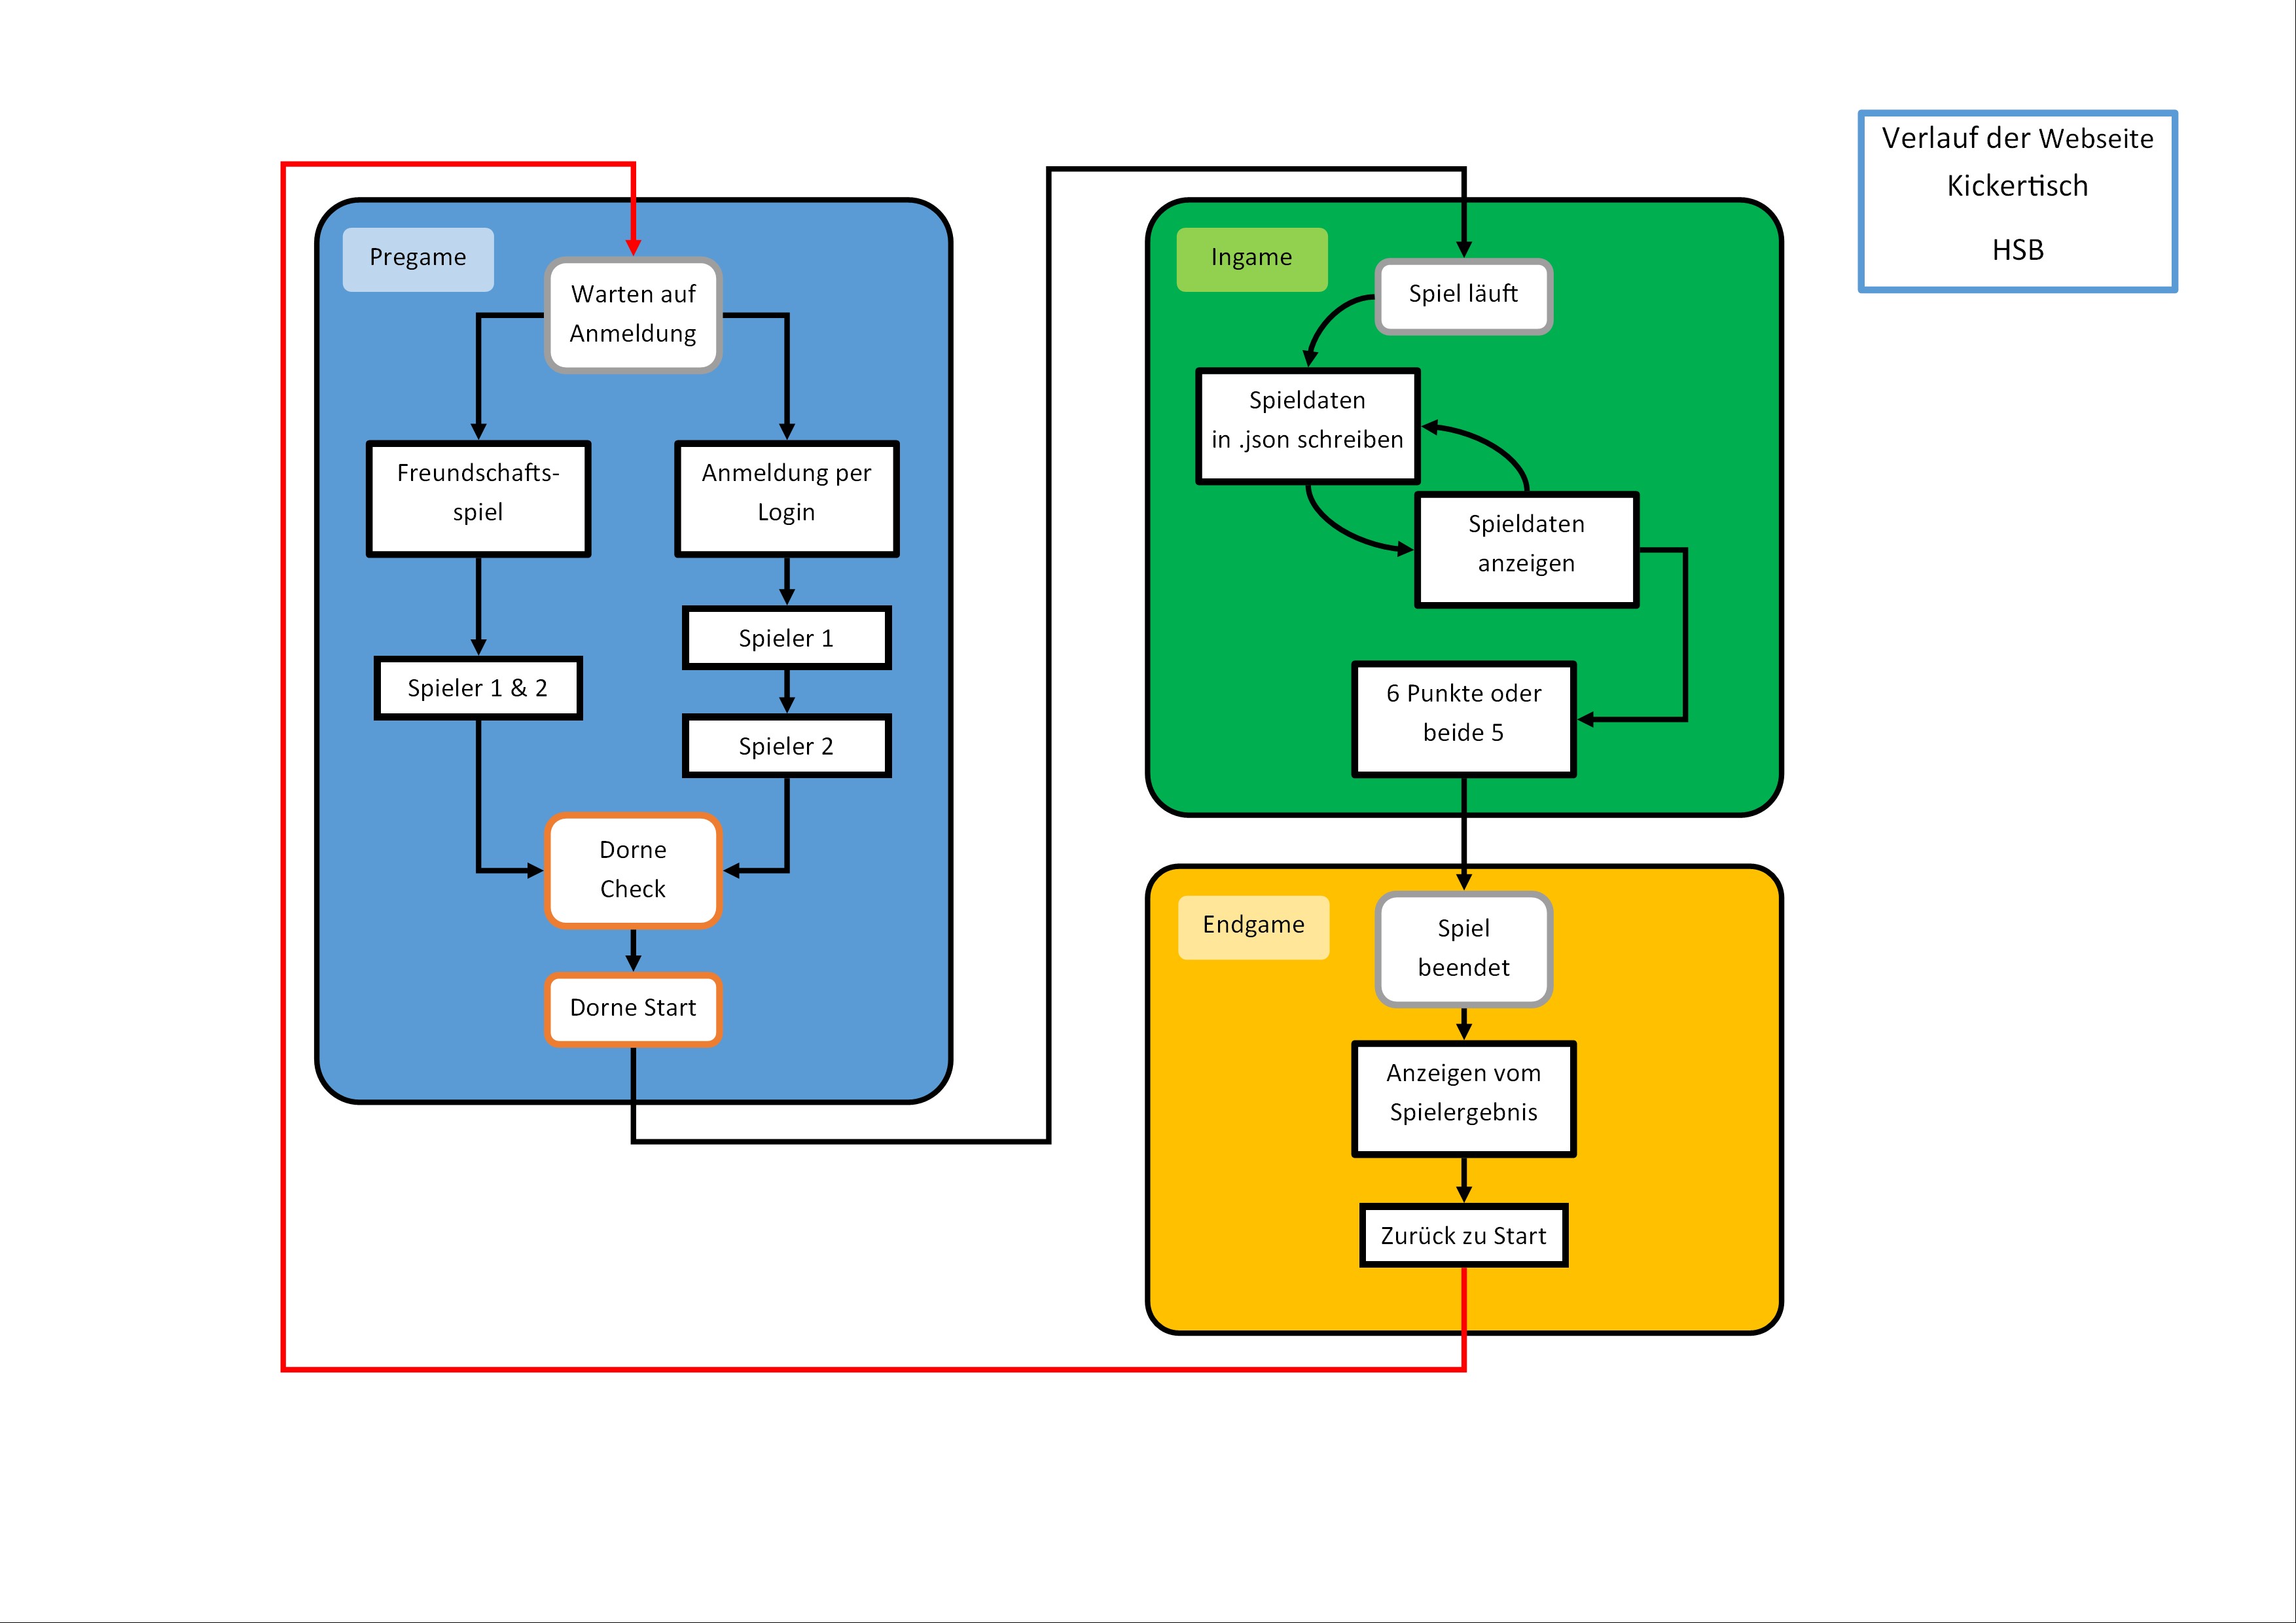 Verlauf der Webseite
Kickertisch
HSB
Pregame
Warten auf
Anmeldung
Freundschafts-
spiel
Anmeldung per
Login
Spieler 1
Spieler 1 & 2
Spieler 2
Dorne
Check
Dorne Start
Ingame
Spiel läuft
Spieldaten
in .json schreiben
Spieldaten
anzeigen
6 Punkte oder
beide 5
Endgame
Spiel
beendet
Anzeigen vom
Spielergebnis
Zurück zu Start